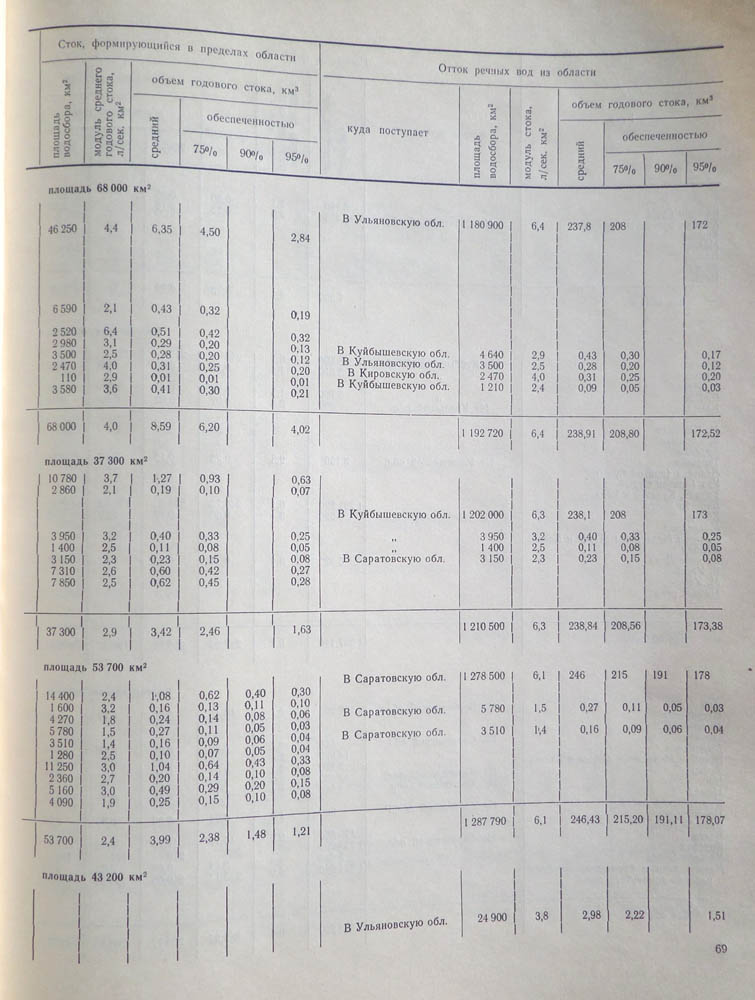 Сток, формирующийся в пределах области | Отток речных вод из области
площадь водосбора, км² | модуль среднего годового стока, л/сек. км² | объем годового стока, км³ | куда поступает | площадь водосбора, км² | модуль стока, л/сек. км² | объем годового стока, км³
средний | обеспеченностью | средний | обеспеченностью
75% | 90% | 95% | 75% | 90% | 95%
площадь 68 000 км²
46 250 | 4,4 | 6,35 | 4,50 | | 2,84 | В Ульяновскую обл. | 1 180 900 | 6,4 | 237,8 | 208 | | 172
6 590 | 2,1 | 0,43 | 0,32 | | 0,19
2 520 | 6,4 | 0,51 | 0,42 | | 0,32
2 980 | 3,1 | 0,29 | 0,20 | | 0,13 | В Куйбышевскую обл. | 4 640 | 2,9 | 0,43 | 0,30 | | 0,17
3 500 | 2,5 | 0,28 | 0,20 | | 0,12 | В Ульяновскую обл. | 3 500 | 2,5 | 0,28 | 0,20 | | 0,12
2 470 | 4,0 | 0,31 | 0,25 | | 0,20 | В Кировскую обл. | 2 470 | 4,0 | 0,31 | 0,25 | | 0,20
110 | 2,9 | 0,01 | 0,01 | | 0,01 | В Куйбышевскую обл. | 1 210 | 2,4 | 0,09 | 0,05 | | 0,03
3 580 | 3,6 | 0,41 | 0,30 | | 0,21
68 000 | 4,0 | 8,59 | 6,20 | | 4,02 | | 1 192 720 | 6,4 | 238,91 | 208,80 | | 172,52
площадь 37 300 км²
10 780 | 3,7 | 1,27 | 0,93 | | 0,63
2 860 | 2,1 | 0,19 | 0,10 | | 0,07
В Куйбышевскую обл. | 1 202 000 | 6,3 | 238,1 | 208 | | 173
3 950 | 3,2 | 0,40 | 0,33 | | 0,25 | „ | 3 950 | 3,2 | 0,40 | 0,33 | | 0,25
1 400 | 2,5 | 0,11 | 0,08 | | 0,05 | „ | 1 400 | 2,5 | 0,11 | 0,08 | | 0,05
3 150 | 2,3 | 0,23 | 0,15 | | 0,08 | В Саратовскую обл. | 3 150 | 2,3 | 0,23 | 0,15 | | 0,08
7 310 | 2,6 | 0,60 | 0,42 | | 0,27
7 850 | 2,5 | 0,62 | 0,45 | | 0,28
37 300 | 2,9 | 3,42 | 2,46 | | 1,63 | | 1 210 500 | 6,3 | 238,84 | 208,56 | | 173,38
площадь 53 700 км²
В Саратовскую обл. | 1 278 500 | 6,1 | 246 | 215 | 191 | 178
14 400 | 2,4 | 1,08 | 0,62 | 0,40 | 0,30
1 600 | 3,2 | 0,16 | 0,13 | 0,11 | 0,10 | В Саратовскую обл. | 5 780 | 1,5 | 0,27 | 0,11 | 0,05 | 0,03
4 270 | 1,8 | 0,24 | 0,14 | 0,08 | 0,06
5 780 | 1,5 | 0,27 | 0,11 | 0,05 | 0,03 | В Саратовскую обл. | 3 510 | 1,4 | 0,16 | 0,09 | 0,06 | 0,04
3 510 | 1,4 | 0,16 | 0,09 | 0,06 | 0,04
1 280 | 2,5 | 0,10 | 0,07 | 0,05 | 0,04
11 250 | 3,0 | 1,04 | 0,64 | 0,43 | 0,33
2 360 | 2,7 | 0,20 | 0,14 | 0,10 | 0,08
5 160 | 3,0 | 0,49 | 0,29 | 0,20 | 0,15
4 090 | 1,9 | 0,25 | 0,15 | 0,10 | 0,08
53 700 | 2,4 | 3,99 | 2,38 | 1,48 | 1,21 | | 1 287 790 | 6,1 | 246,43 | 215,20 | 191,11 | 178,07
площадь 43 200 км²
В Ульяновскую обл. | 24 900 | 3,8 | 2,98 | 2,22 | | 1,51
69